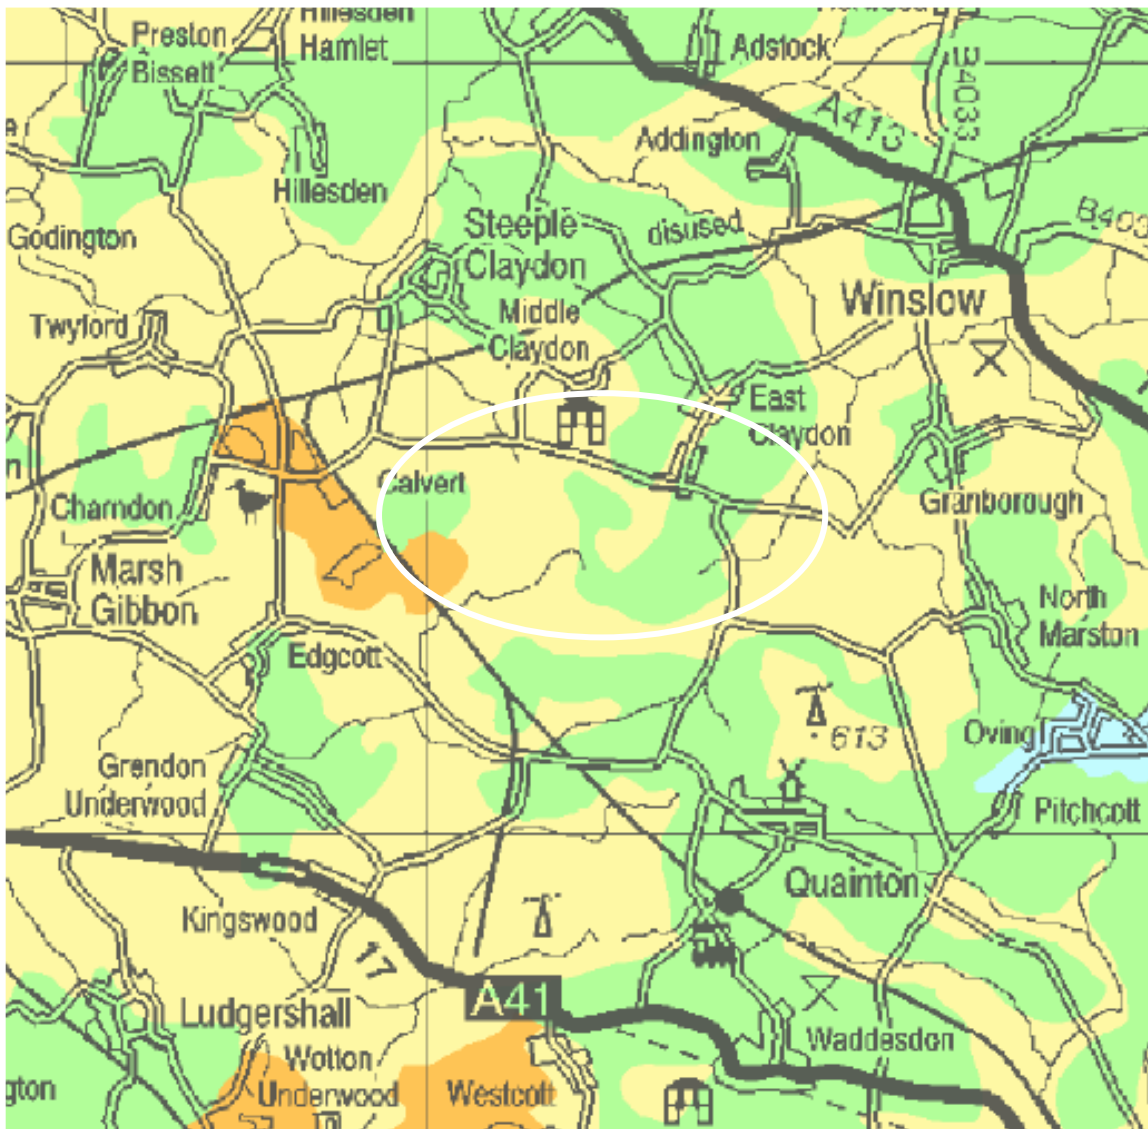 Hillesden
Hamlet
Preston
Bissett
Adstock
A413
B4033
Addington
Hillesden
Steeple
Claydon
disused
Godington
Winslow
Middle
Claydon
Twyford
East
Claydon
Calvert
Granborough
Charndon
Marsh
Gibbon
North
Marston
Edgcott
Oving
613
Grendon
Underwood
Pitchcott
Quainton
Kingswood
17
A41
Ludgershall
Waddesdon
Wotton
Underwood
Westcott
gton